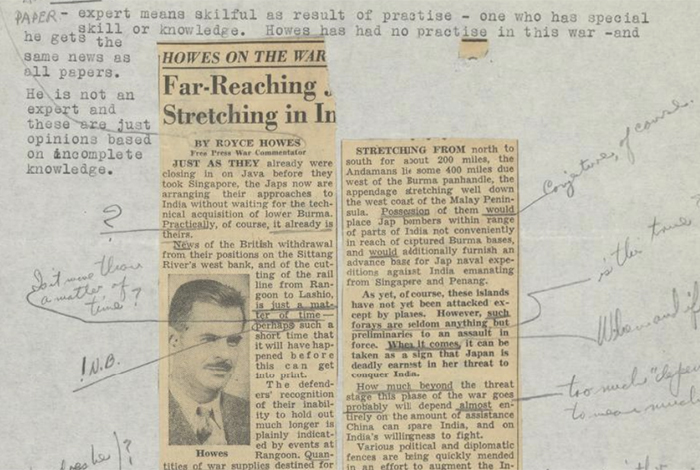 PAPER - expert means skilful as result of practise - one who has special
skill or knowledge. Howes has had no practise in this war -and
he gets the
same news as
all papers.
He is not an
expert and
these are just
opinions based
on incomplete
knowledge.
HOWES ON THE WAR
Far-Reaching
Stretching in In
BY ROYCE HOWES
Free Press War Commentator
JUST AS THEY already were
closing in on Java before they
took Singapore, the Japs now are
arranging their approaches to
India without waiting for the tech-
nical acquisition of lower Burma.
Practically, of course, it already is
theirs.
News of the British withdrawal
from their positions on the Sittang
River's west bank, and of the cut-
ting of the rail
line from Ran-
goon to Lashio,
is just a mat-
ter of time—
perhaps such a
short time that
it will have hap-
pened before
this can get
into print.
The defend-
ers' recognition
of their inabil-
ity to hold out
much longer is
plainly indicat-
ed by events at
Rangoon. Quan-
tities of war supplies destined for
Howes
STRETCHING FROM north to
south for about 200 miles, the
Andamans lie some 400 miles due
west of the Burma panhandle, the
appendage stretching well down
the west coast of the Malay Penin-
sula. Possession of them would
place Jap bombers within range
of parts of India not conveniently
in reach of captured Burma bases,
and would additionally furnish an
advance base for Jap naval expe-
ditions against India emanating
from Singapore and Penang.
As yet, of course, these islands
have not yet been attacked ex-
cept by planes. However, such
forays are seldom anything but
preliminaries to an assault in
force. When it comes, it can be
taken as a sign that Japan is
deadly earnest in her threat to
conquer India.
How much beyond the threat
stage this phase of the war goes
probably will depend almost en-
tirely on the amount of assistance
China can spare India, and on
India's willingness to fight.
Various political and diplomatic
fences are being quickly mended
in an effort to augment the In-
?
Isn't more than
a matter of
time?
! N.B.
Conjecture, of course.
is this true?
When and if
too much
to mean much